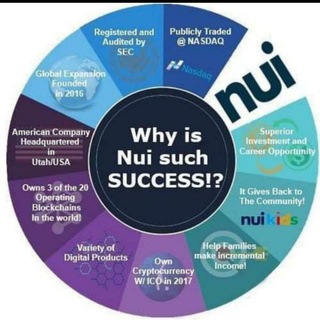 Why is
Nui such
SUCCESS!?
Publicly Traded
@ NASDAQ
Nasdaq
nui
Superior
Investment and
Career Opportunity
It Gives Back to
The Community!
nuikids
Help Families
make Incremental
Income!
Own
Cryptocurrency
W/ ICO in 2017
Variety of
Digital Products
Owns 3 of the 20
Operating
Blockchains
In the world!
American Company
Headquartered
in
Utah/USA
Global Expansion
Founded
in 2016
Registered and
Audited by
SEC